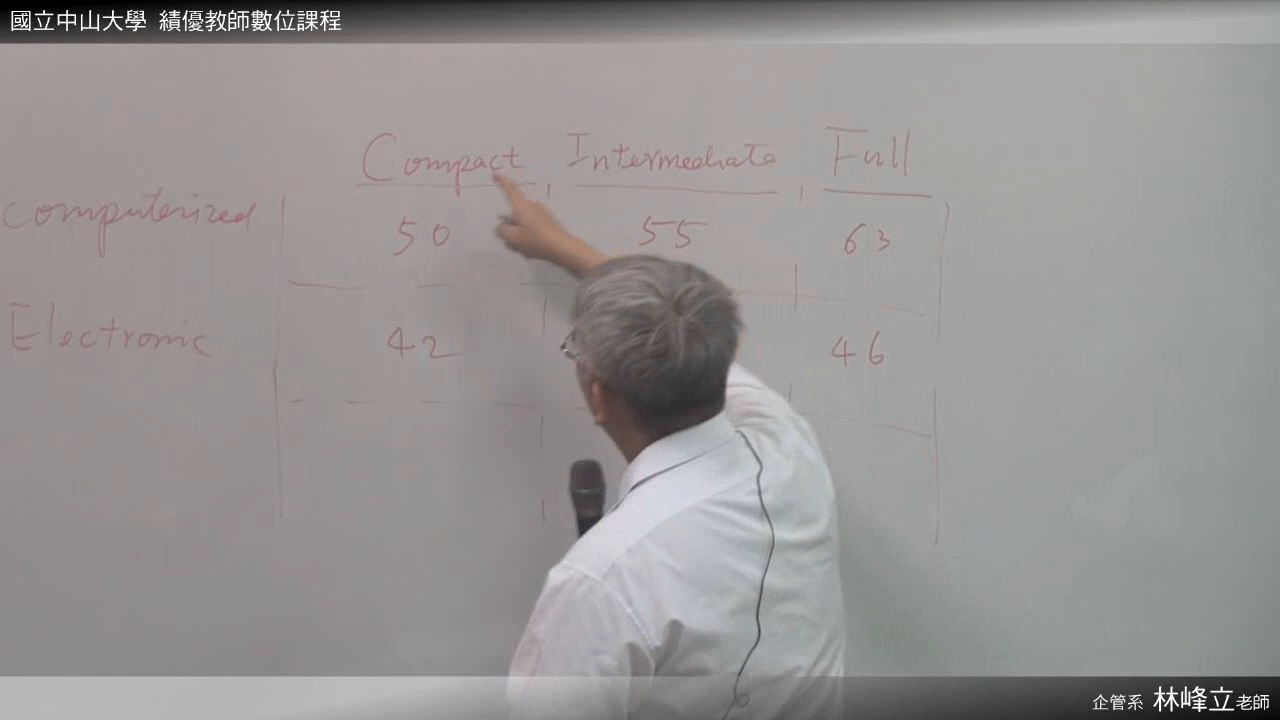 國立中山大學 績優教師數位課程
Compact, Intermediate, Full
Computerized 50 55 63
Electronic 42 46
企管系 林峰立老師